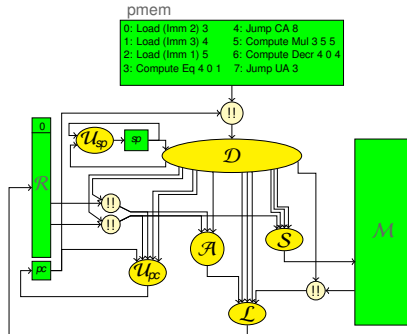 pmem
0: Load (Imm 2) 3 4: Jump CA 8
1: Load (Imm 3) 4 5: Compute Mul 3 5 5
2: Load (Imm 1) 5 6: Compute Decr 4 0 4
3: Compute Eq 4 0 1 7: Jump UA 3
!!
0
U sp
sp
D
R
!!
!!
A
S
M
pc
U pc
L
!!